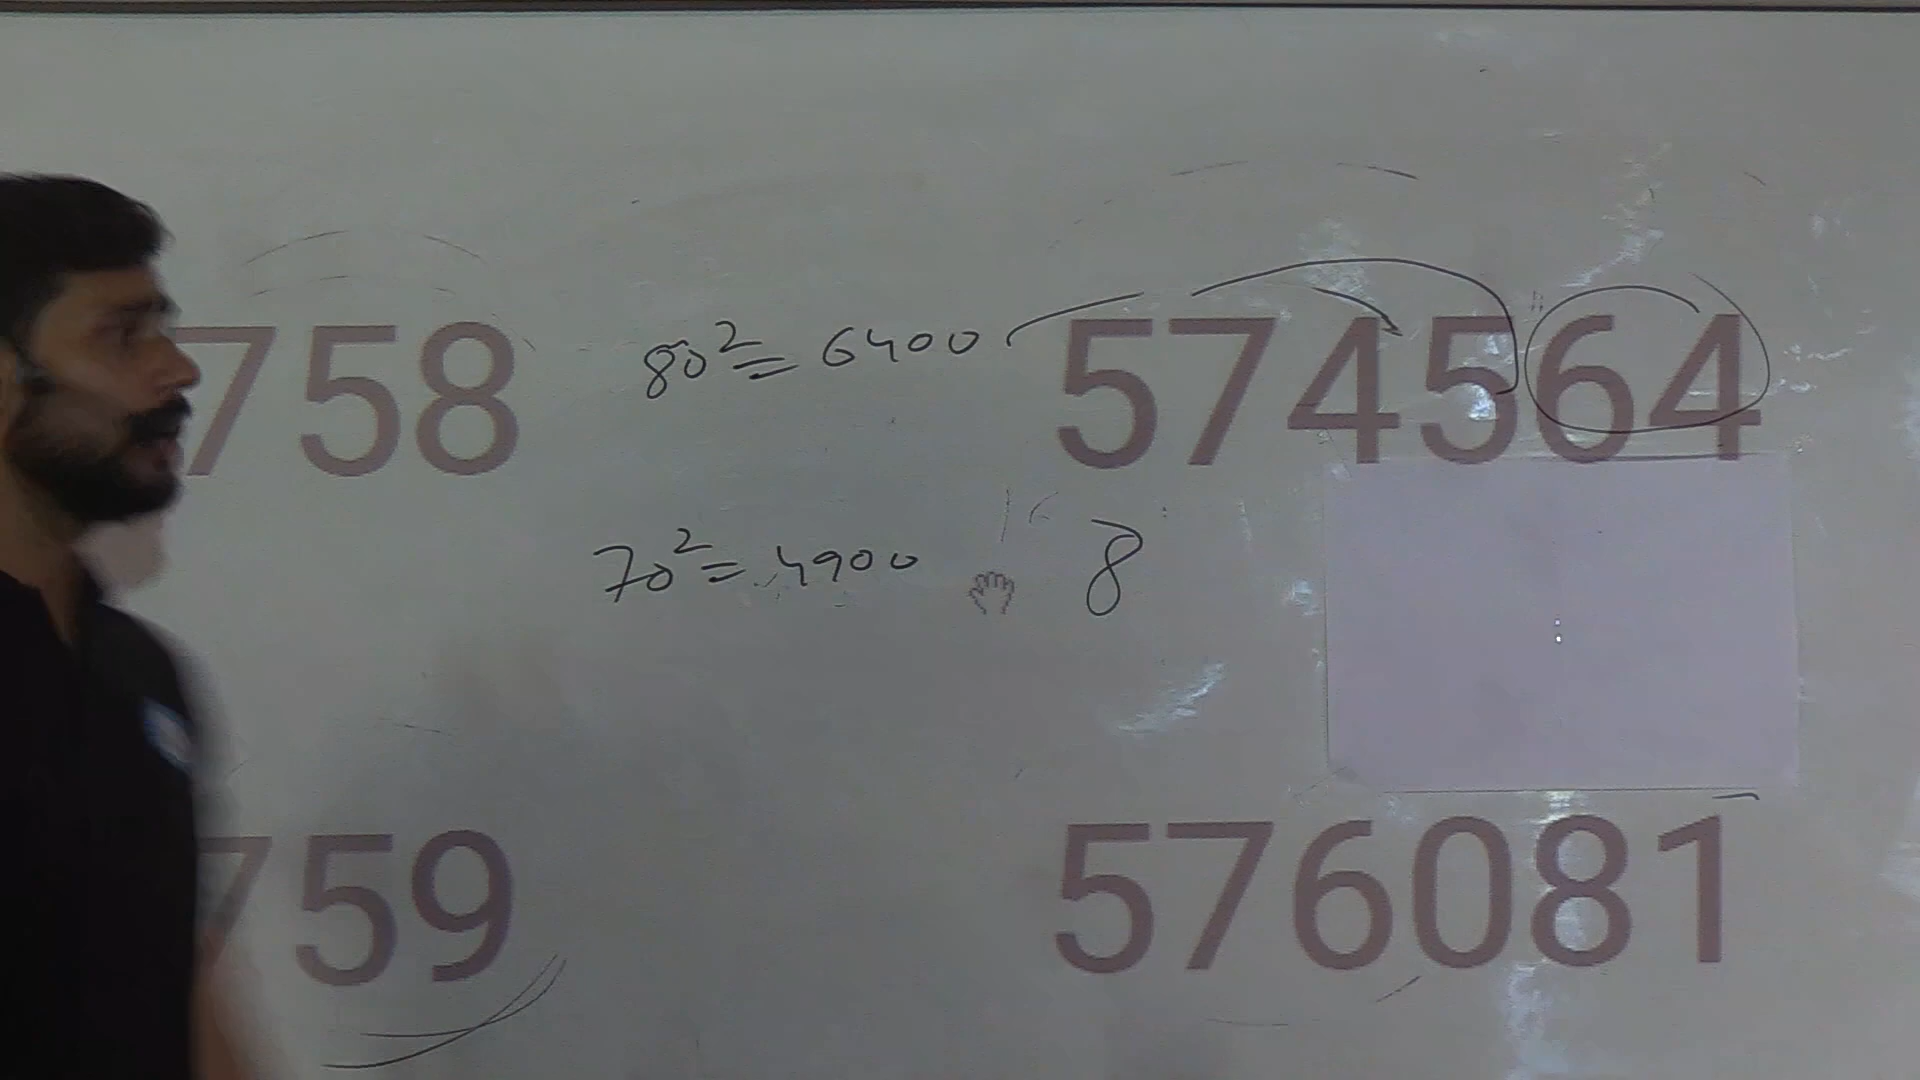 758 80² = 6400 574564
70² = 4900 8
759 576081